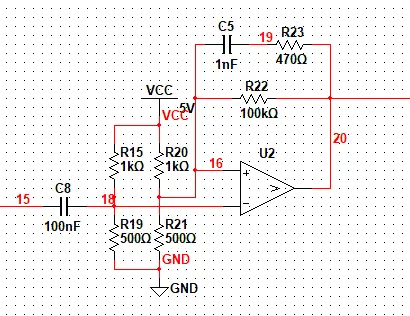 C5
19
R23
1nF
470Ω
R22
100kΩ
VCC
5V
VCC
20
R15
1kΩ
R20
1kΩ
16
U2
15
C8
18
100nF
R19
500Ω
R21
500Ω
GND
GND